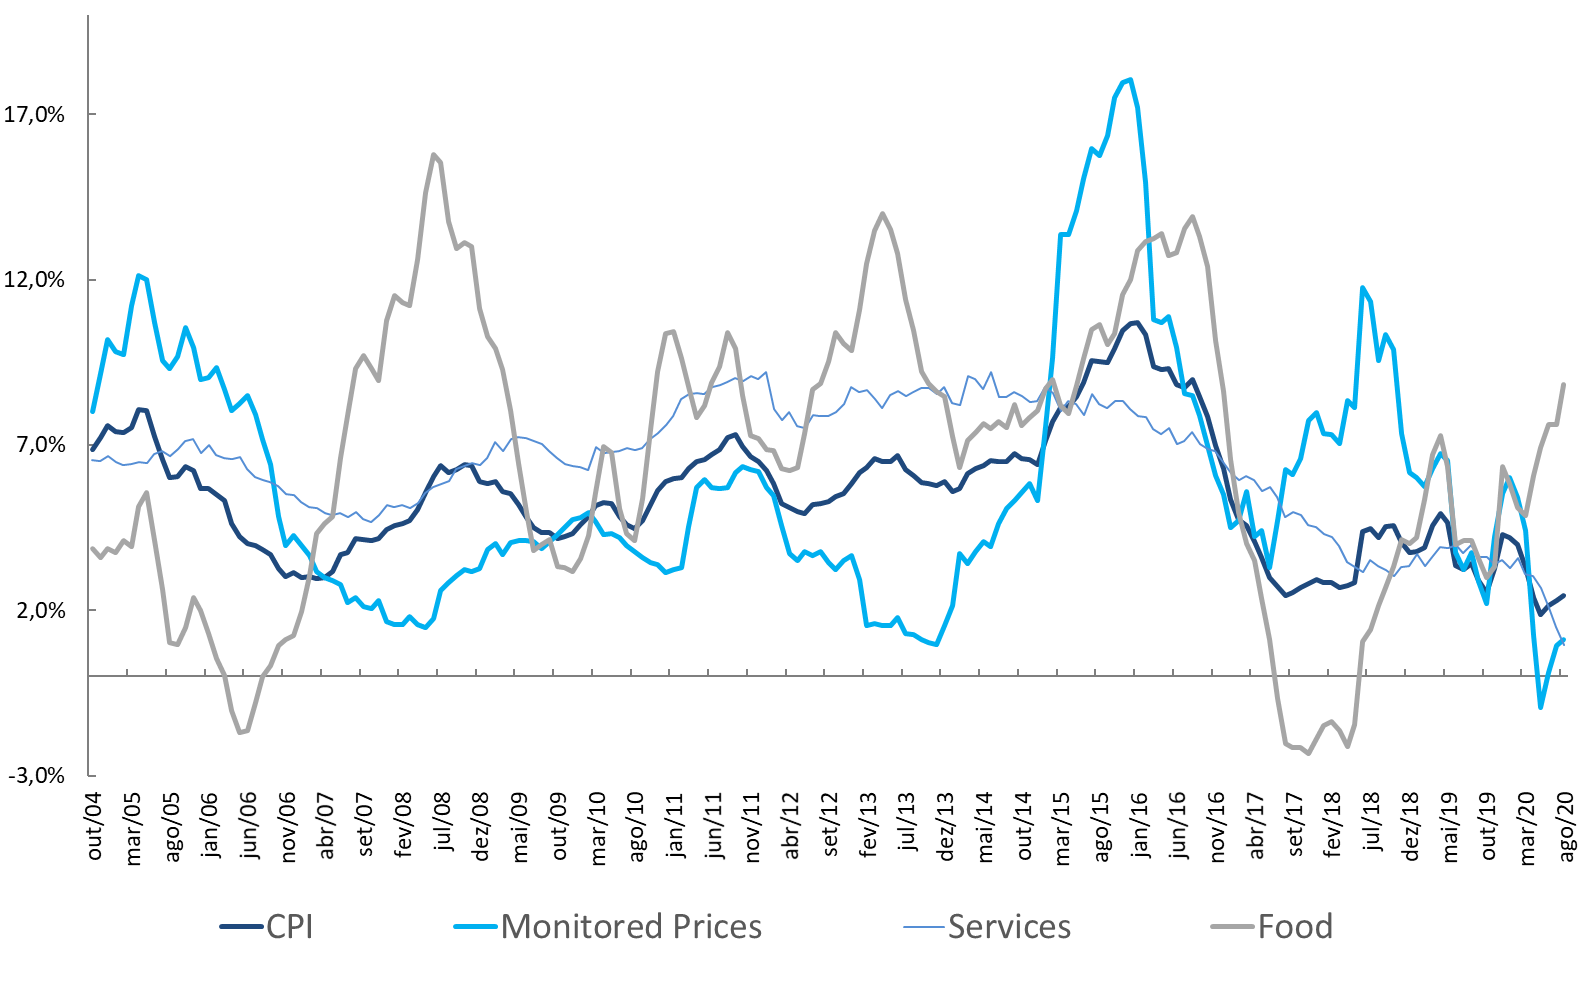 17,0%
12,0%
7,0%
2,0%
-3,0%
out/04
mar/05
ago/05
jan/06
jun/06
nov/06
abr/07
set/07
fev/08
jul/08
dez/08
mai/09
out/09
mar/10
ago/10
jan/11
jun/11
nov/11
abr/12
set/12
fev/13
jul/13
dez/13
mai/14
out/14
mar/15
ago/15
jan/16
jun/16
nov/16
abr/17
set/17
fev/18
jul/18
dez/18
mai/19
out/19
mar/20
ago/20
CPI Monitored Prices Services Food